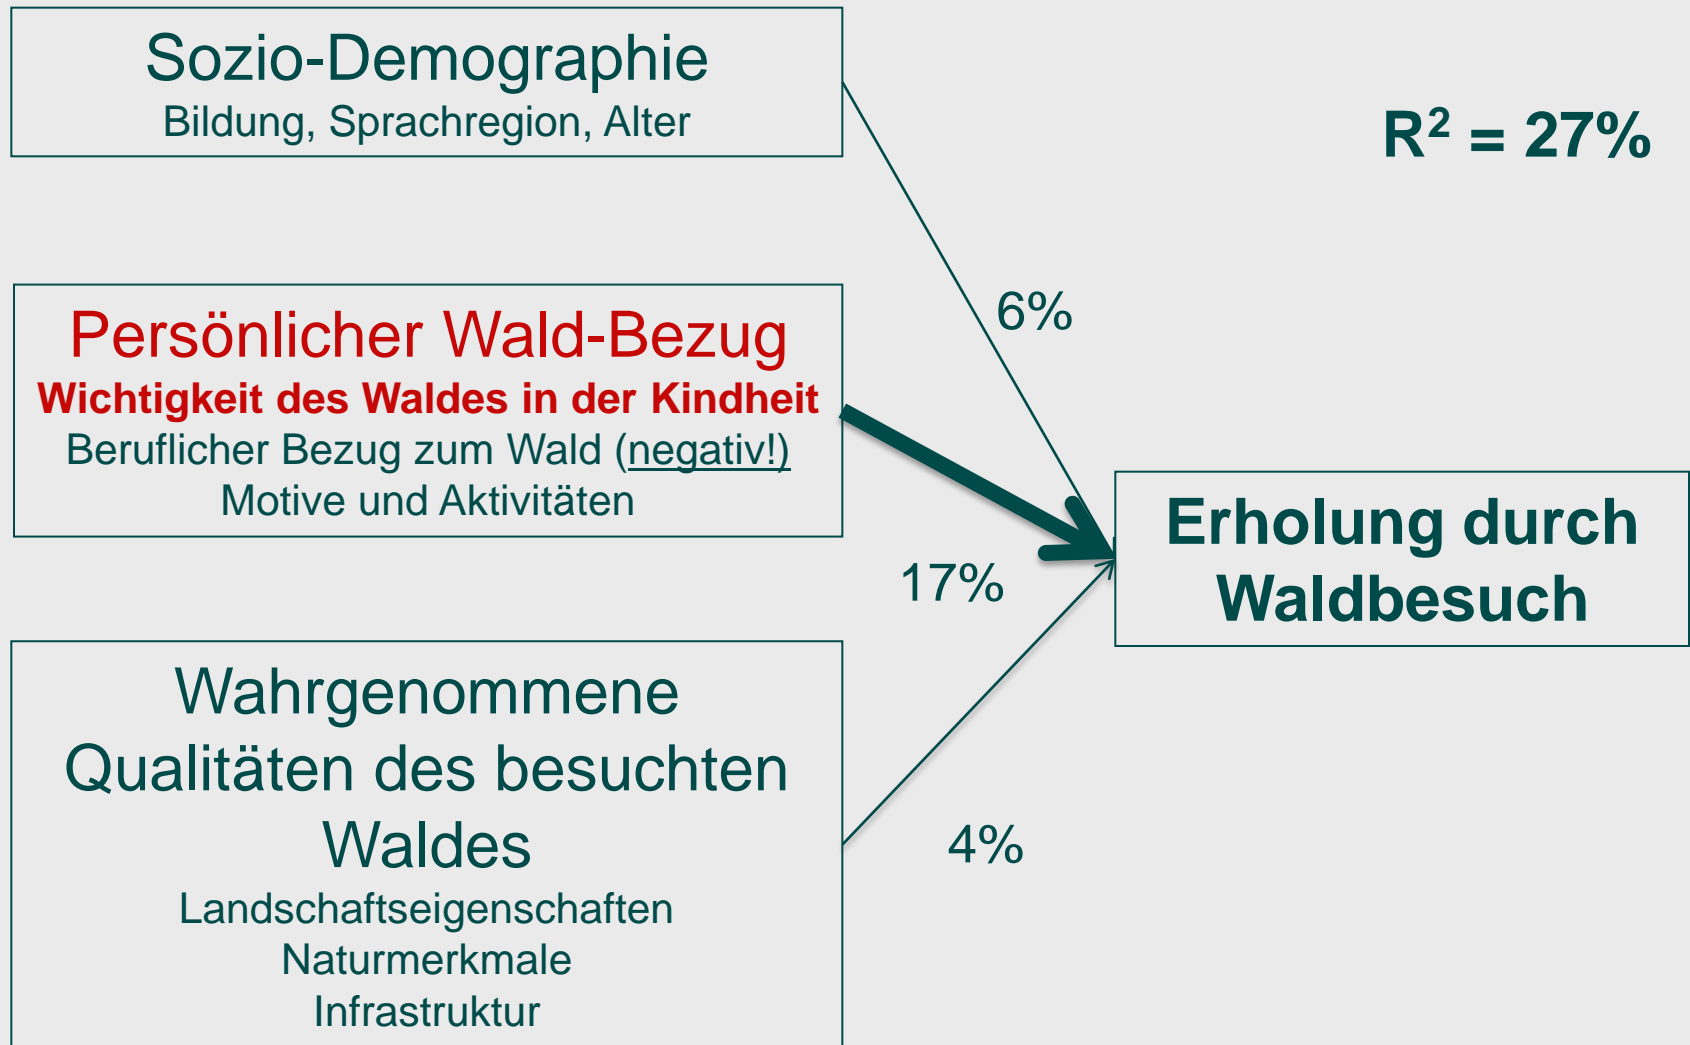 Sozio-Demographie
Bildung, Sprachregion, Alter
R² = 27%
6%
Persönlicher Wald-Bezug
Wichtigkeit des Waldes in der Kindheit
Beruflicher Bezug zum Wald (negativ!)
Motive und Aktivitäten
17%
Erholung durch
Waldbesuch
Wahrgenommene
Qualitäten des besuchten
Waldes
Landschaftseigenschaften
Naturmerkmale
Infrastruktur
4%